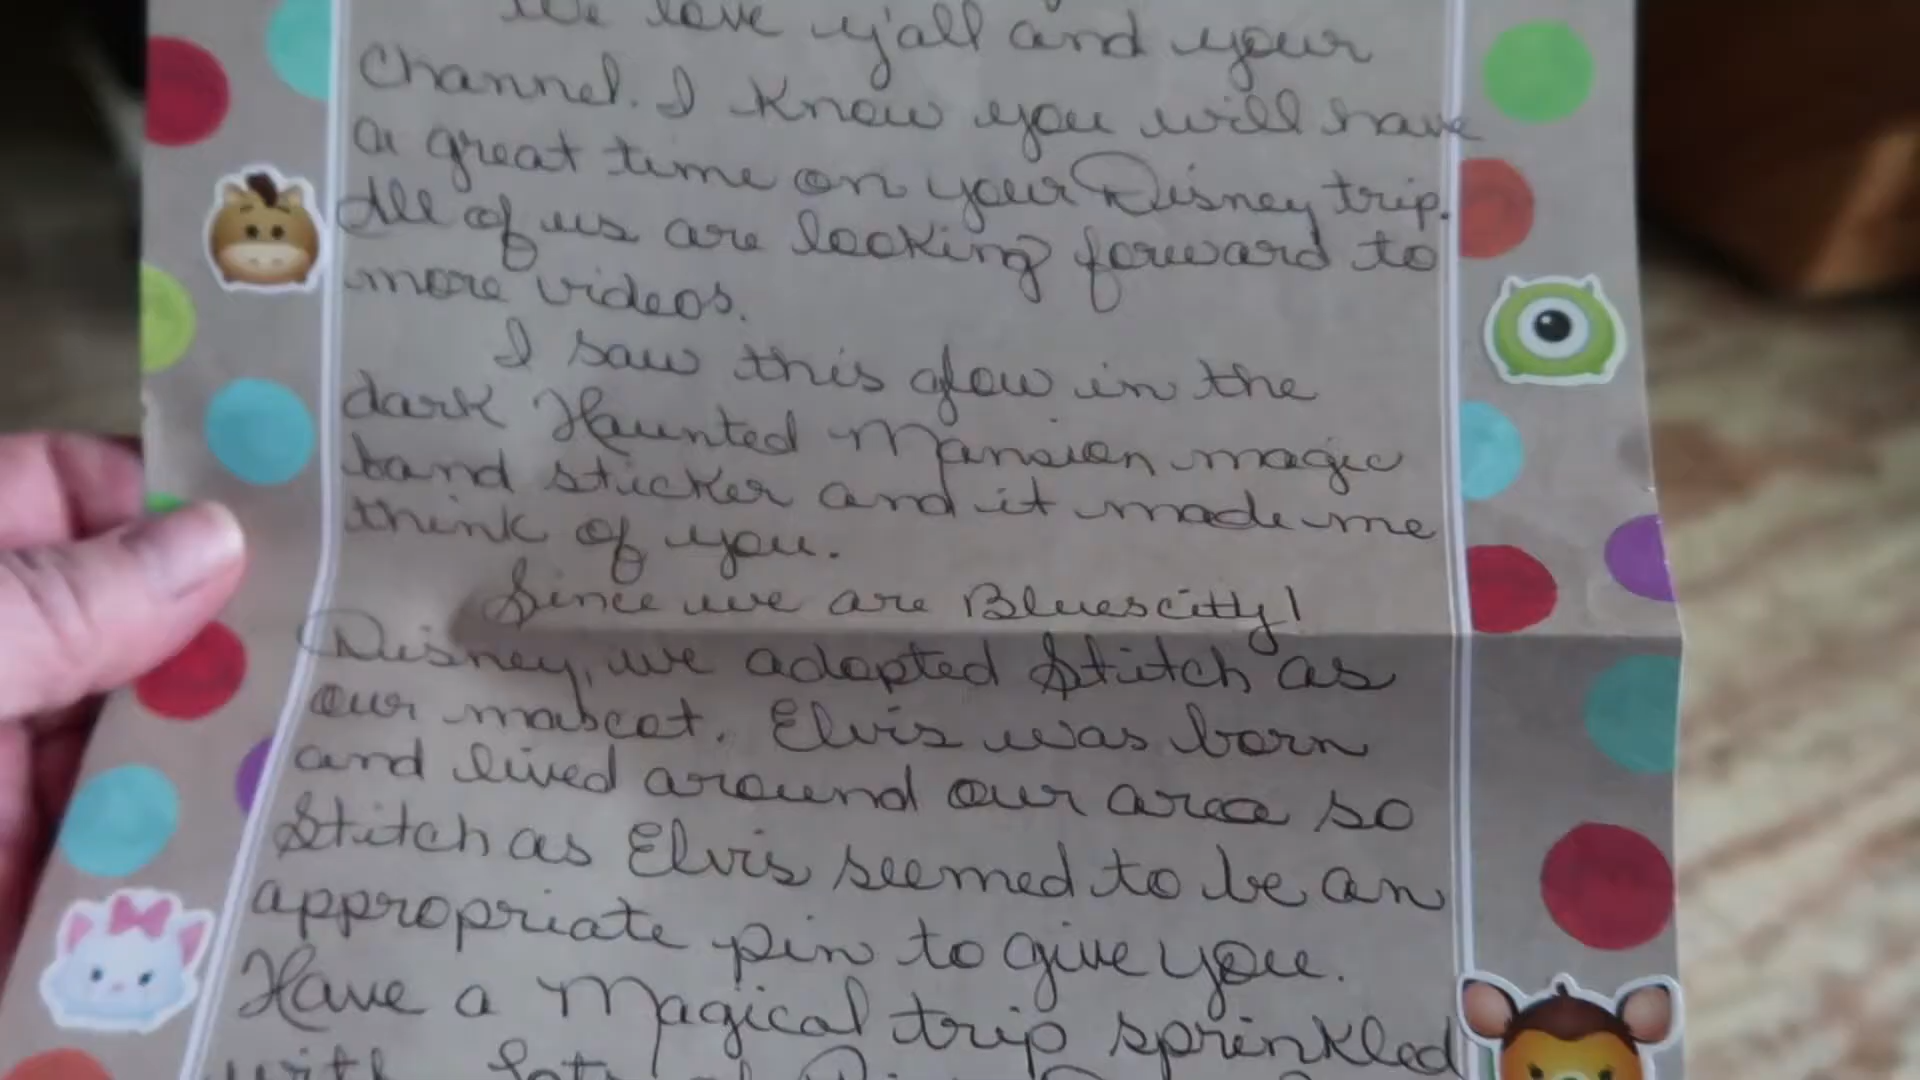 We love y'all and your
channel. I know you will have
a great time on your Disney trip.
All of us are looking forward to
more videos.
I saw this glow in the
dark Haunted Mansion magic
band sticker and it made me
think of you.
Since we are Bluescitty!
Disney, we adopted Stitch as
our mascot. Elvis was born
and lived around our area so
Stitch as Elvis seemed to be an
appropriate pin to give you.
Have a magical trip sprinkled
with lots of